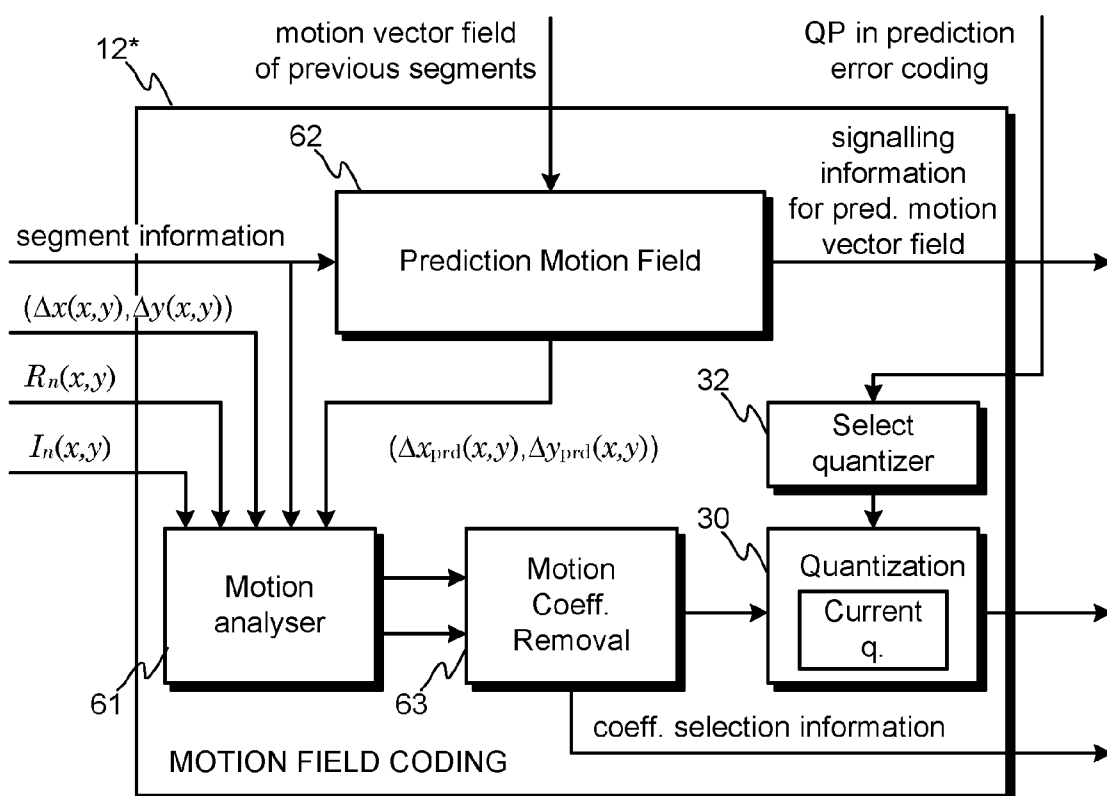 12*
motion vector field
of previous segments
QP in prediction
error coding
62
signalling
information
for pred. motion
vector field
segment information
Prediction Motion Field
(Δx(x,y),Δy(x,y))
Rn(x,y)
32
Select
quantizer
In(x,y)
(Δxprd(x,y),Δyprd(x,y))
30
Motion
analyser
Motion
Coeff.
Removal
Quantization
Current
q.
61
63
coeff. selection information
MOTION FIELD CODING